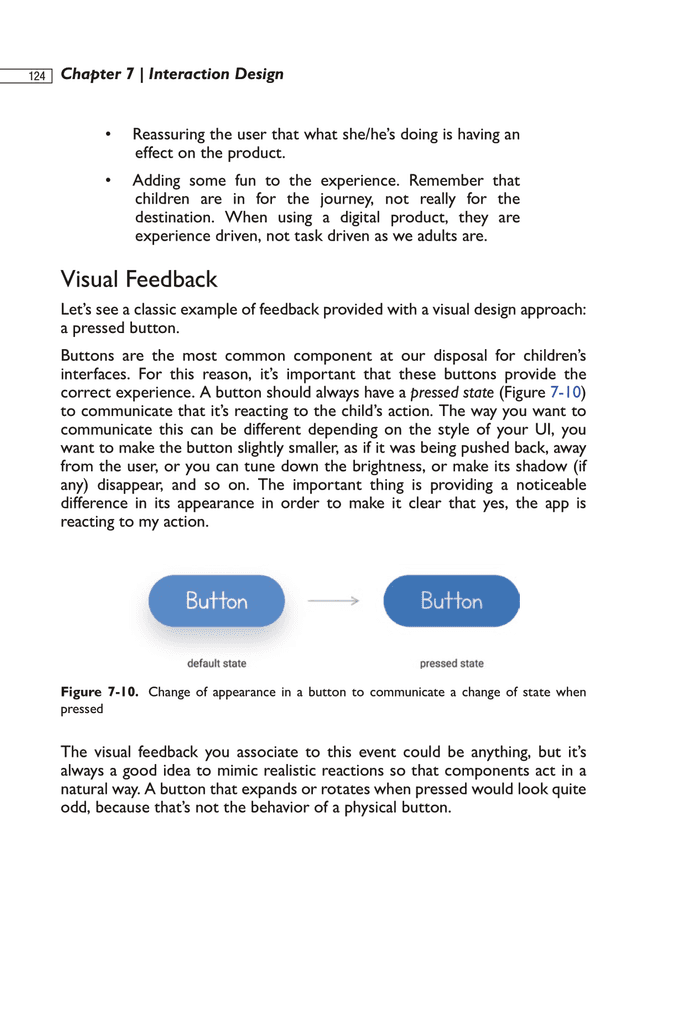 124 Chapter 7 | Interaction Design
• Reassuring the user that what she/he's doing is having an
effect on the product.
• Adding some fun to the experience. Remember that
children are in for the journey, not really for the
destination. When using a digital product, they are
experience driven, not task driven as we adults are.
Visual Feedback
Let's see a classic example of feedback provided with a visual design approach:
a pressed button.
Buttons are the most common component at our disposal for children's
interfaces. For this reason, it's important that these buttons provide the
correct experience. A button should always have a pressed state (Figure 7-10)
to communicate that it's reacting to the child's action. The way you want to
communicate this can be different depending on the style of your UI, you
want to make the button slightly smaller, as if it was being pushed back, away
from the user, or you can tune down the brightness, or make its shadow (if
any) disappear, and so on. The important thing is providing a noticeable
difference in its appearance in order to make it clear that yes, the app is
reacting to my action.
Button Button
default state pressed state
Figure 7-10. Change of appearance in a button to communicate a change of state when
pressed
The visual feedback you associate to this event could be anything, but it's
always a good idea to mimic realistic reactions so that components act in a
natural way. A button that expands or rotates when pressed would look quite
odd, because that's not the behavior of a physical button.